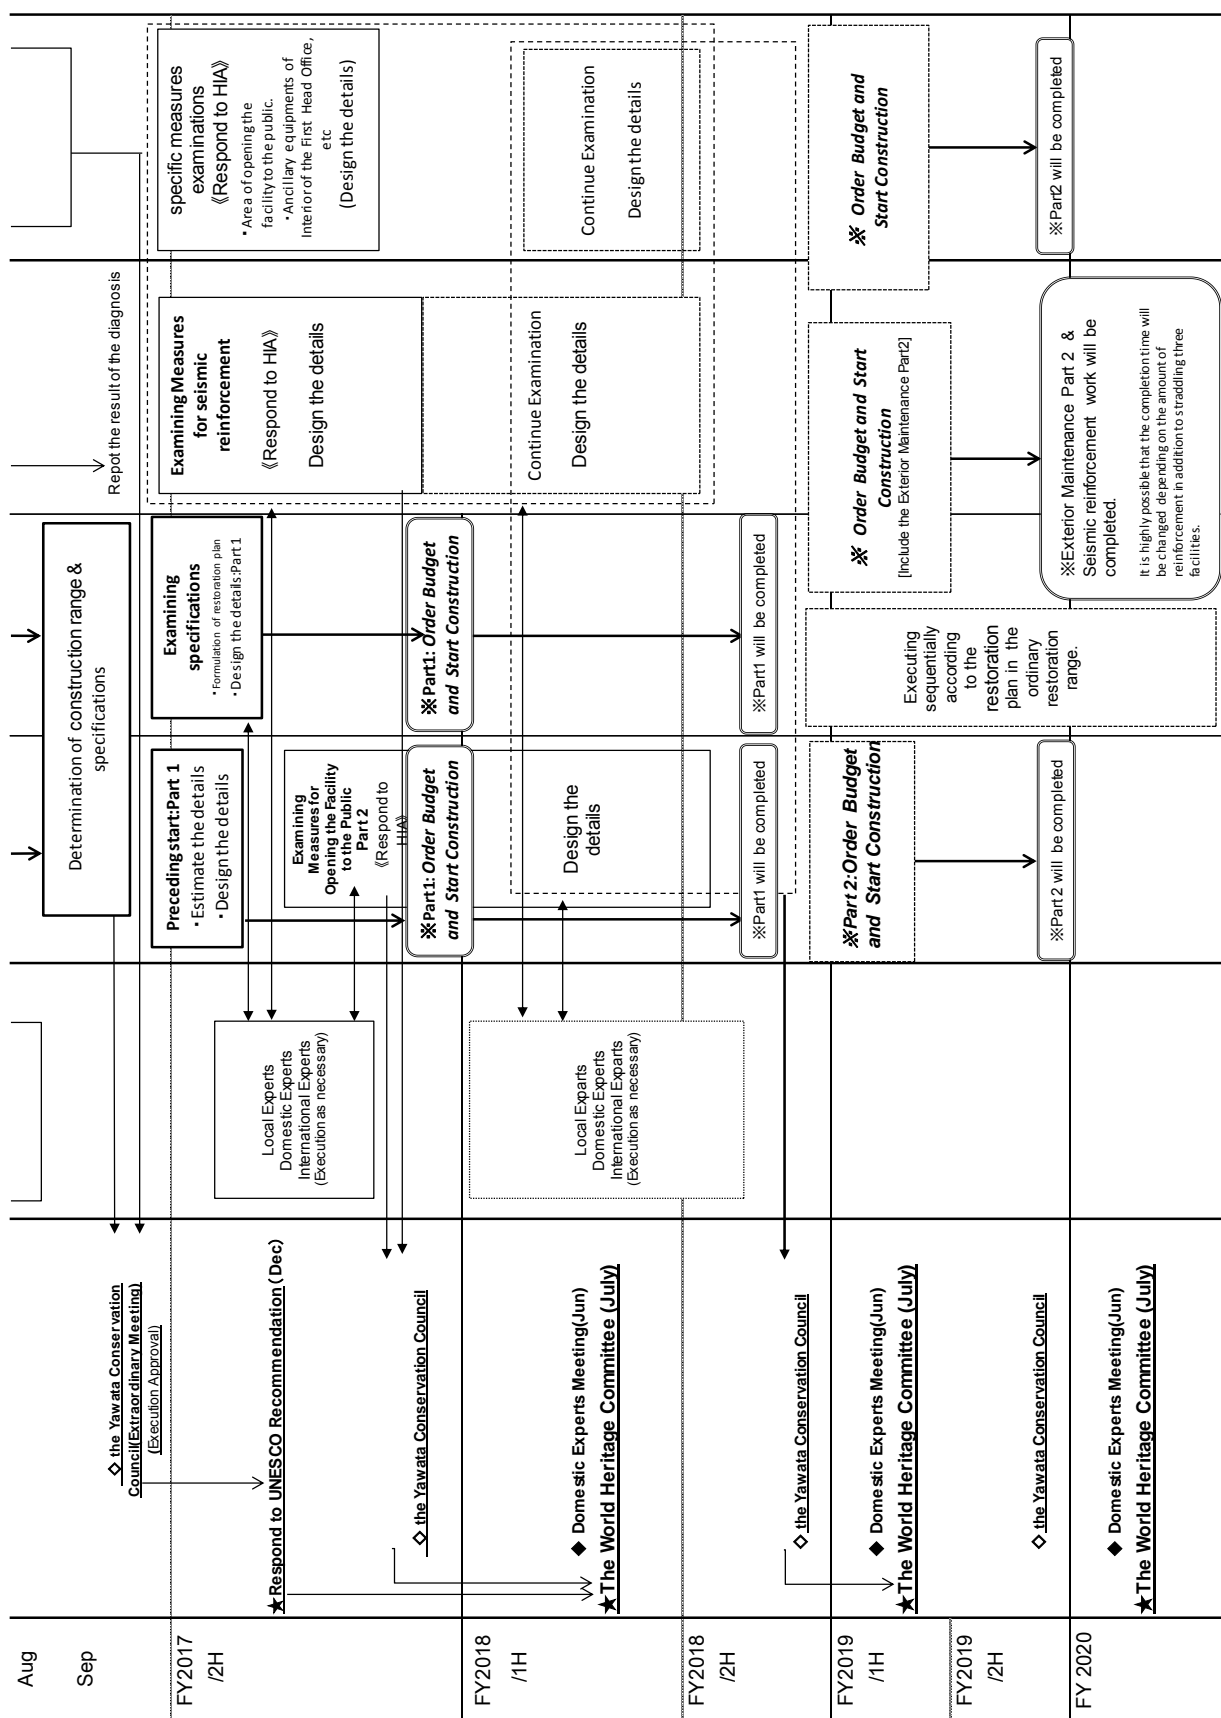 Aug
Sep
FY2017
/2H
FY2018
/1H
FY2018
/2H
FY2019
/1H
FY2019
/2H
FY 2020
◇ the Yawata Conservation
Council(Extraordinary Meeting)
(Execution Approval)
★Respond to UNESCO Recommendation (Dec)
◇ the Yawata Conservation Council
◆ Domestic Experts Meeting(Jun)
★The World Heritage Committee (July)
◇ the Yawata Conservation Council
◆ Domestic Experts Meeting(Jun)
★The World Heritage Committee (July)
◇ the Yawata Conservation Council
◆ Domestic Experts Meeting(Jun)
★The World Heritage Committee (July)
Local Experts
Domestic Experts
International Experts
(Execution as necessary)
Local Exparts
Domestic Experts
International Exparts
(Execution as necessary)
Determination of construction range &
specifications
Preceding start:Part 1
・Estimate the details
・Design the details
Examining
Measures for
Opening the Facility
to the Public
Part 2
《Respond to
HIA》
※Part1: Order Budget
and Start Construction
Design the
details
※Part1 will be completed
※Part 2:Order Budget
and Start Construction
※Part 2 will be completed
Examining
specifications
・Formulation of restoration plan
・Design the details:Part 1
※Part1: Order Budget
and Start Construction
※Part1 will be completed
Executing
sequentially
according
to the
restoration
plan in the
ordinary
restoration
range.
Repot the result of the diagnosis
Examining Measures
for seismic
reinforcement
《Respond to HIA》
Design the details
Continue Examination
Design the details
※ Order Budget and Start
Construction
[Include the Exterior Maintenance Part2]
※Exterior Maintenance Part 2 &
Seismic reinforcement work will be
completed.
It is highly possible that the completion time will
be changed depending on the amount of
reinforcement in addition to straddling three
facilities.
specific measures
examinations
《Respond to HIA》
・Area of opening the
facility to the public.
・Ancillary equipments of
Interior of the First Head Office,
etc
(Design the details)
Continue Examination
Design the details
※ Order Budget and
Start Construction
※Part2 will be completed